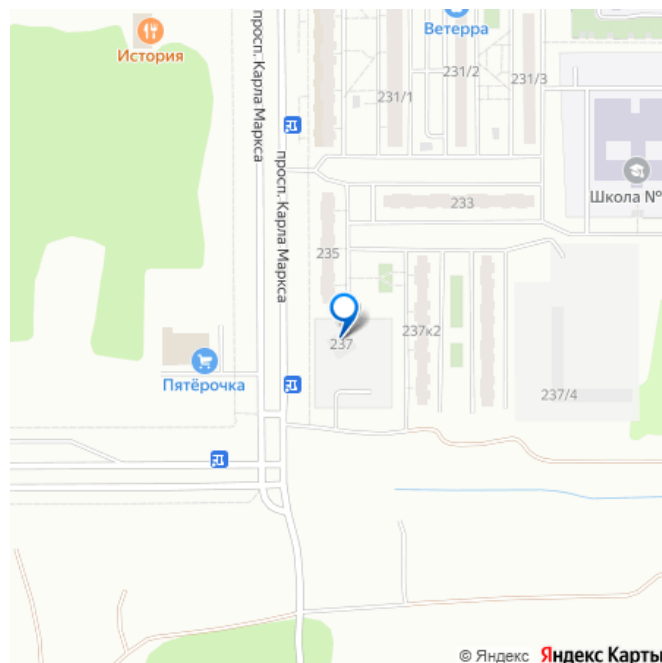 История
просп. Карла Маркса
просп. Карла Маркса
Ветерра
231/1
231/2
231/3
Школа №
233
235
237
237к2
Пятёрочка
237/4
© Яндекс Яндекс Карты